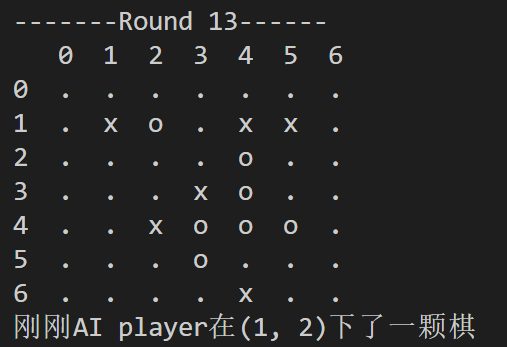 -------Round 13------
0 1 2 3 4 5 6
0 . . . . . . .
1 . x o . x x .
2 . . . . o . .
3 . . . x o . .
4 . . x o o o .
5 . . . o . . .
6 . . . . x . .
刚刚AI player在(1, 2)下了一颗棋